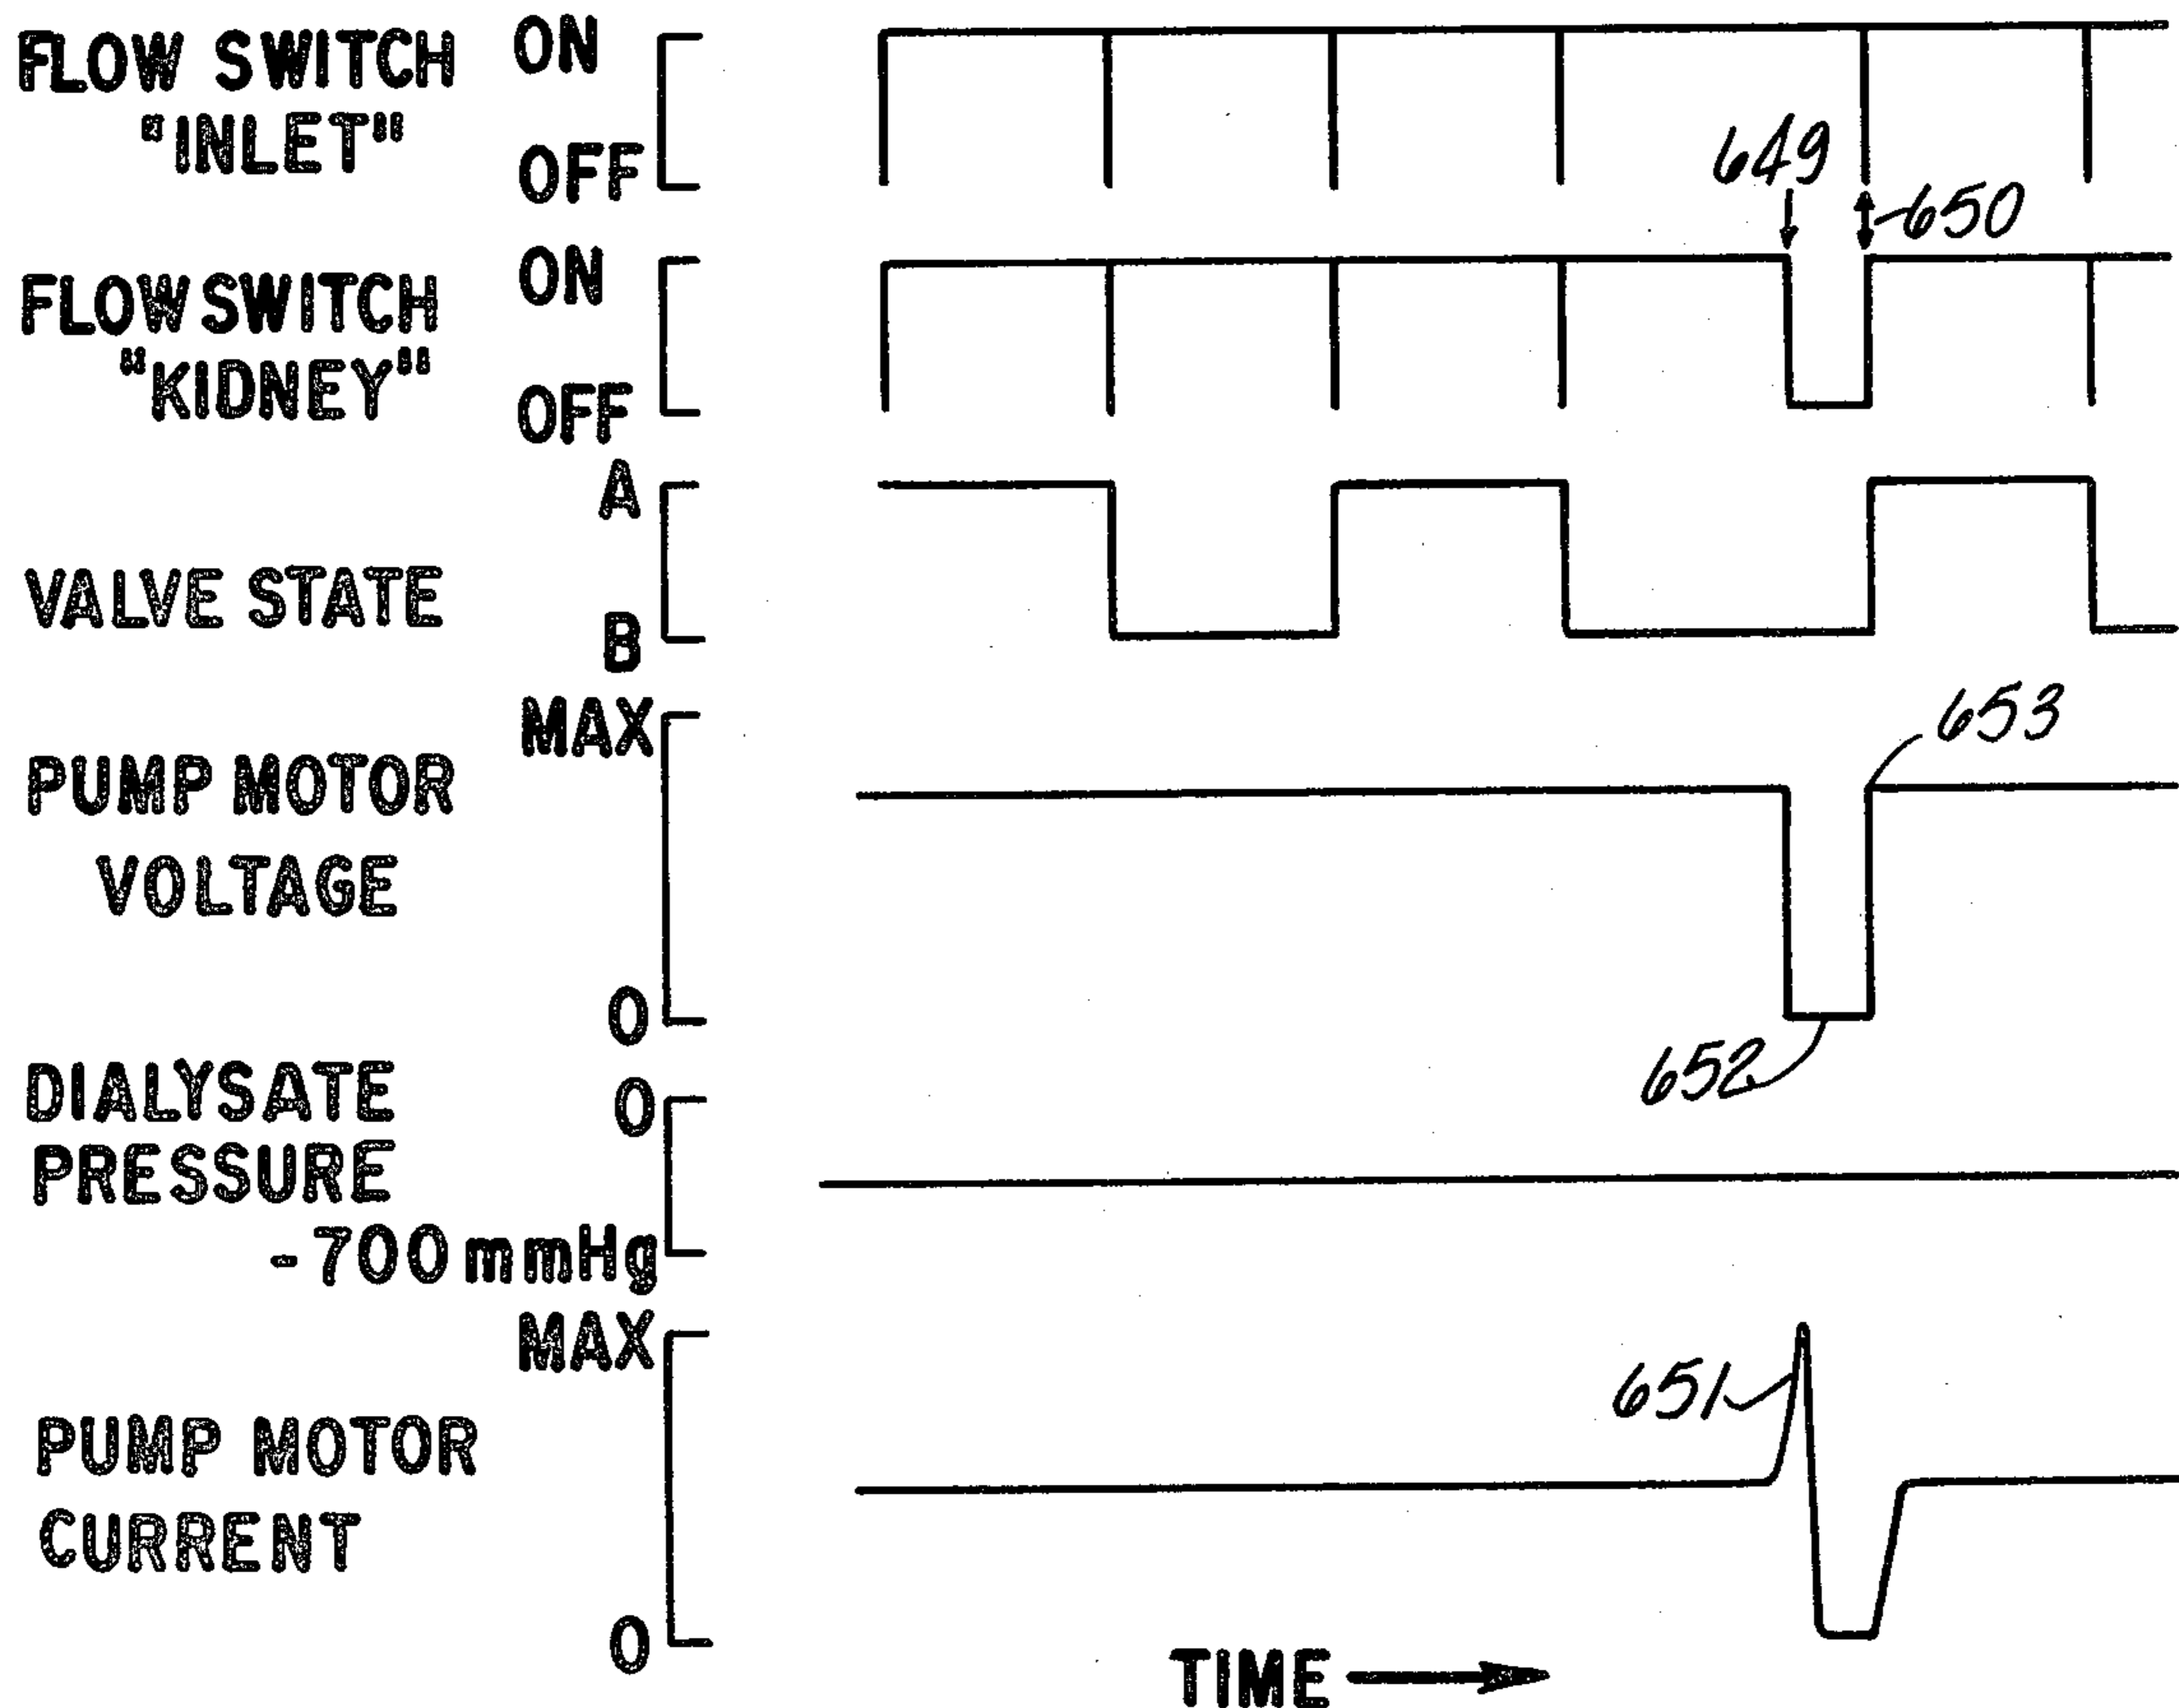 FLOW SWITCH ON
"INLET"
OFF
649
650
FLOW SWITCH ON
"KIDNEY"
OFF
A
VALVE STATE
B
MAX
653
PUMP MOTOR
VOLTAGE
0
652
DIALYSATE 0
PRESSURE
-700 mmHg
MAX
651
PUMP MOTOR
CURRENT
0
TIME